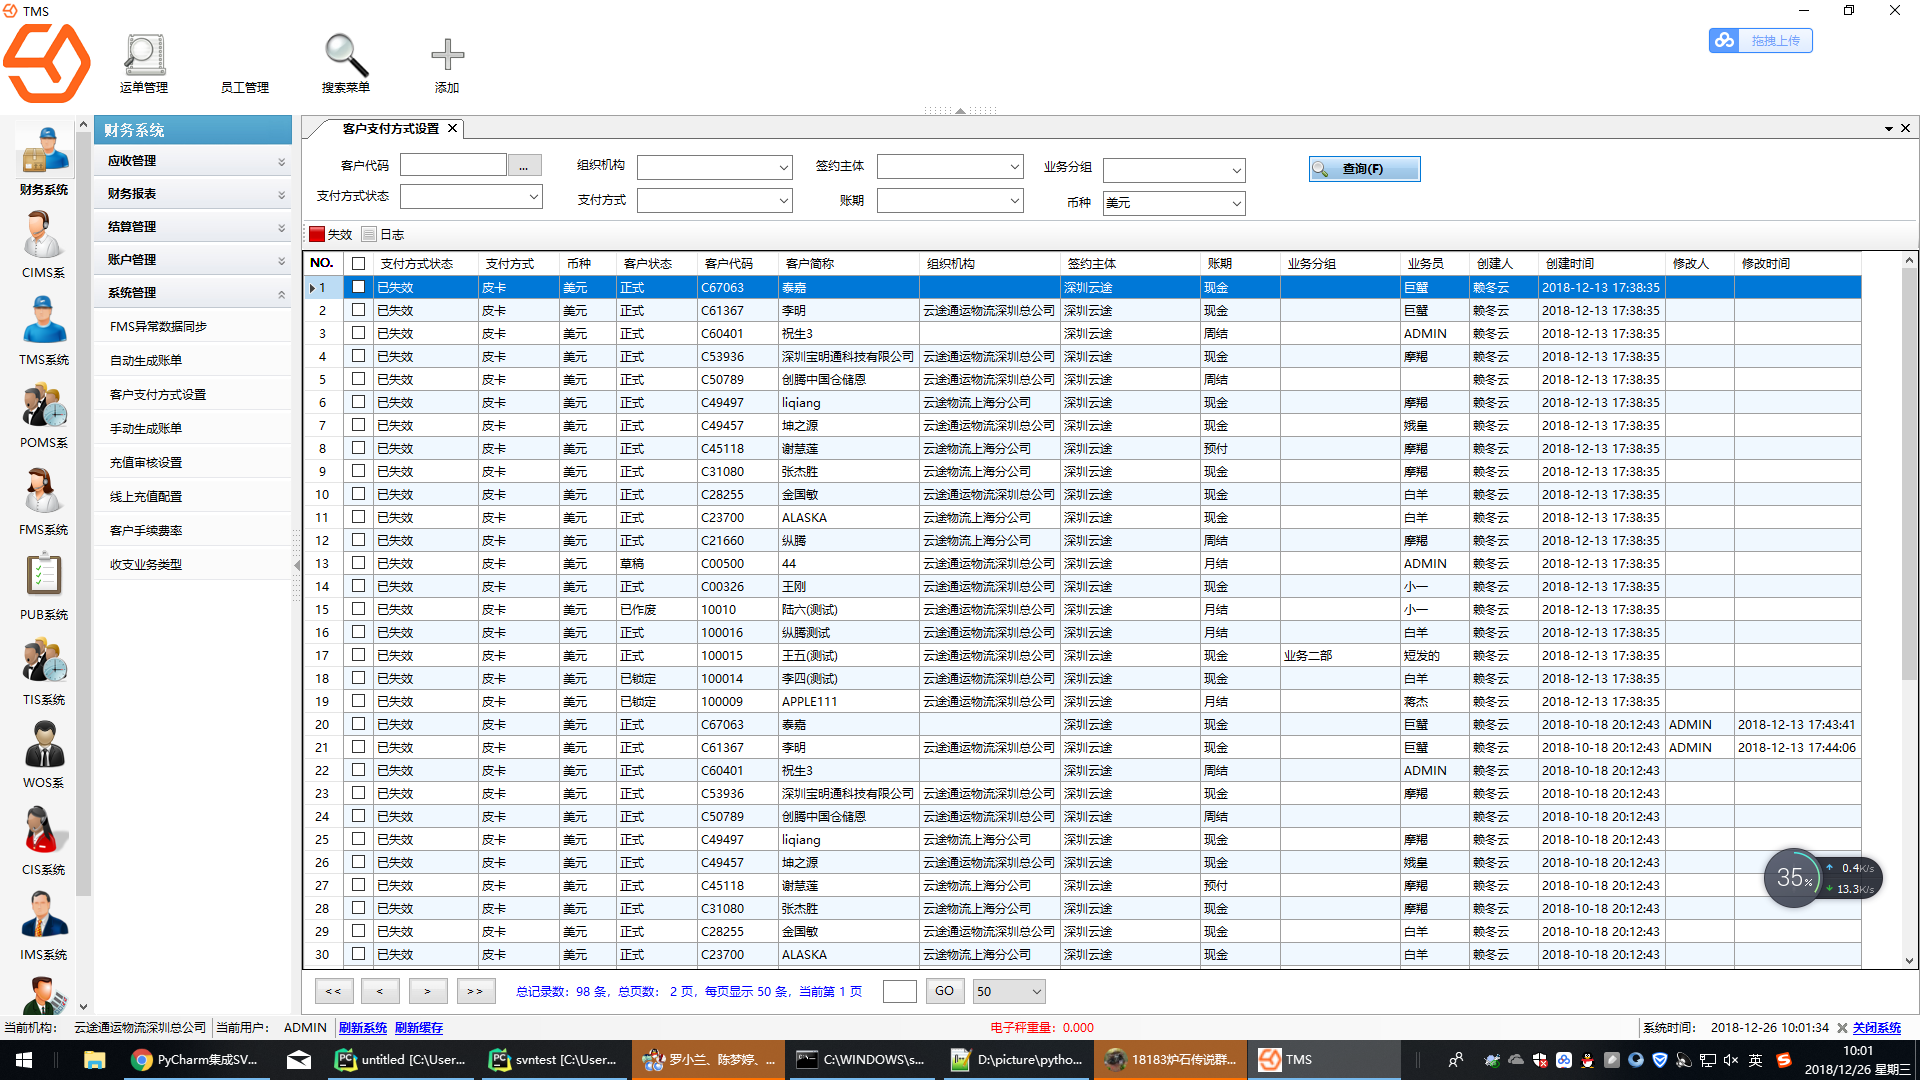 TMS
拖拽上传
运单管理 员工管理 搜索菜单 添加
财务系统
CIMS系
TMS系统
POMS系
FMS系统
PUB系统
TIS系统
WOS系
CIS系统
IMS系统
财务系统
应收管理
财务报表
结算管理
账户管理
系统管理
FMS异常数据同步
自动生成账单
客户支付方式设置
手动生成账单
充值审核设置
线上充值配置
客户手续费率
收支业务类型
客户支付方式设置
客户代码 ... 组织机构 签约主体 业务分组 查询(F)
支付方式状态 支付方式 账期 币种 美元
失效 日志
NO. 支付方式状态 支付方式 币种 客户状态 客户代码 客户简称 组织机构 签约主体 账期 业务分组 业务员 创建人 创建时间 修改人 修改时间
1 已失效 皮卡 美元 正式 C67063 泰嘉 深圳云途 现金 巨蟹 赖冬云 2018-12-13 17:38:35
2 已失效 皮卡 美元 正式 C61367 李明 云途通运物流深圳总公司 深圳云途 现金 巨蟹 赖冬云 2018-12-13 17:38:35
3 已失效 皮卡 美元 正式 C60401 祝生3 深圳云途 周结 ADMIN 赖冬云 2018-12-13 17:38:35
4 已失效 皮卡 美元 正式 C53936 深圳宝明通科技有限公司 云途通运物流深圳总公司 深圳云途 现金 摩羯 赖冬云 2018-12-13 17:38:35
5 已失效 皮卡 美元 正式 C50789 创腾中国仓储恩 云途通运物流深圳总公司 深圳云途 周结 赖冬云 2018-12-13 17:38:35
6 已失效 皮卡 美元 正式 C49497 liqiang 云途物流上海分公司 深圳云途 现金 摩羯 赖冬云 2018-12-13 17:38:35
7 已失效 皮卡 美元 正式 C49457 坤之源 云途通运物流深圳总公司 深圳云途 现金 娥皇 赖冬云 2018-12-13 17:38:35
8 已失效 皮卡 美元 正式 C45118 谢慧莲 云途物流上海分公司 深圳云途 预付 摩羯 赖冬云 2018-12-13 17:38:35
9 已失效 皮卡 美元 正式 C31080 张杰胜 云途物流上海分公司 深圳云途 现金 摩羯 赖冬云 2018-12-13 17:38:35
10 已失效 皮卡 美元 正式 C28255 金国敏 云途通运物流深圳总公司 深圳云途 现金 白羊 赖冬云 2018-12-13 17:38:35
11 已失效 皮卡 美元 正式 C23700 ALASKA 云途物流上海分公司 深圳云途 现金 白羊 赖冬云 2018-12-13 17:38:35
12 已失效 皮卡 美元 正式 C21660 纵腾 云途通运物流深圳总公司 深圳云途 周结 摩羯 赖冬云 2018-12-13 17:38:35
13 已失效 皮卡 美元 草稿 C00500 44 云途通运物流深圳总公司 深圳云途 月结 ADMIN 赖冬云 2018-12-13 17:38:35
14 已失效 皮卡 美元 正式 C00326 王刚 云途通运物流深圳总公司 深圳云途 现金 小一 赖冬云 2018-12-13 17:38:35
15 已失效 皮卡 美元 已作废 10010 陆六(测试) 云途通运物流深圳总公司 深圳云途 月结 小一 赖冬云 2018-12-13 17:38:35
16 已失效 皮卡 美元 正式 100016 纵腾测试 云途通运物流深圳总公司 深圳云途 月结 白羊 赖冬云 2018-12-13 17:38:35
17 已失效 皮卡 美元 正式 100015 王五(测试) 云途通运物流深圳总公司 深圳云途 现金 业务二部 短发的 赖冬云 2018-12-13 17:38:35
18 已失效 皮卡 美元 已锁定 100014 李四(测试) 云途通运物流深圳总公司 深圳云途 现金 白羊 赖冬云 2018-12-13 17:38:35
19 已失效 皮卡 美元 已锁定 100009 APPLE111 云途通运物流深圳总公司 深圳云途 月结 蒋杰 赖冬云 2018-12-13 17:38:35
20 已失效 皮卡 美元 正式 C67063 泰嘉 深圳云途 现金 巨蟹 赖冬云 2018-10-18 20:12:43 ADMIN 2018-12-13 17:43:41
21 已失效 皮卡 美元 正式 C61367 李明 云途通运物流深圳总公司 深圳云途 现金 巨蟹 赖冬云 2018-10-18 20:12:43 ADMIN 2018-12-13 17:44:06
22 已失效 皮卡 美元 正式 C60401 祝生3 深圳云途 周结 ADMIN 赖冬云 2018-10-18 20:12:43
23 已失效 皮卡 美元 正式 C53936 深圳宝明通科技有限公司 云途通运物流深圳总公司 深圳云途 现金 摩羯 赖冬云 2018-10-18 20:12:43
24 已失效 皮卡 美元 正式 C50789 创腾中国仓储恩 云途通运物流深圳总公司 深圳云途 周结 赖冬云 2018-10-18 20:12:43
25 已失效 皮卡 美元 正式 C49497 liqiang 云途物流上海分公司 深圳云途 现金 摩羯 赖冬云 2018-10-18 20:12:43
26 已失效 皮卡 美元 正式 C49457 坤之源 云途通运物流深圳总公司 深圳云途 现金 娥皇 赖冬云 2018-10-18 20:12:43
27 已失效 皮卡 美元 正式 C45118 谢慧莲 云途物流上海分公司 深圳云途 预付 摩羯 赖冬云 2018-10-18 20:12:43
28 已失效 皮卡 美元 正式 C31080 张杰胜 云途物流上海分公司 深圳云途 现金 摩羯 赖冬云 2018-10-18 20:12:43
29 已失效 皮卡 美元 正式 C28255 金国敏 云途通运物流深圳总公司 深圳云途 现金 白羊 赖冬云 2018-10-18 20:12:43
30 已失效 皮卡 美元 正式 C23700 ALASKA 云途物流上海分公司 深圳云途 现金 白羊 赖冬云 2018-10-18 20:12:43
35% 0.4K/s
13.3K/s
<< < > >> 总记录数: 98 条, 总页数: 2 页, 每页显示 50 条, 当前第 1 页 GO 50
当前机构: 云途通运物流深圳总公司 当前用户: ADMIN 刷新系统 刷新缓存 电子秤重量: 0.000 系统时间: 2018-12-26 10:01:34 关闭系统
PyCharm集成SV... untitled [C:\User... svntest [C:\User... 罗小兰、陈梦婷、... C:\WINDOWS\s... D:\picture\pytho... 18183炉石传说群... TMS 英 10:01
2018/12/26 星期三